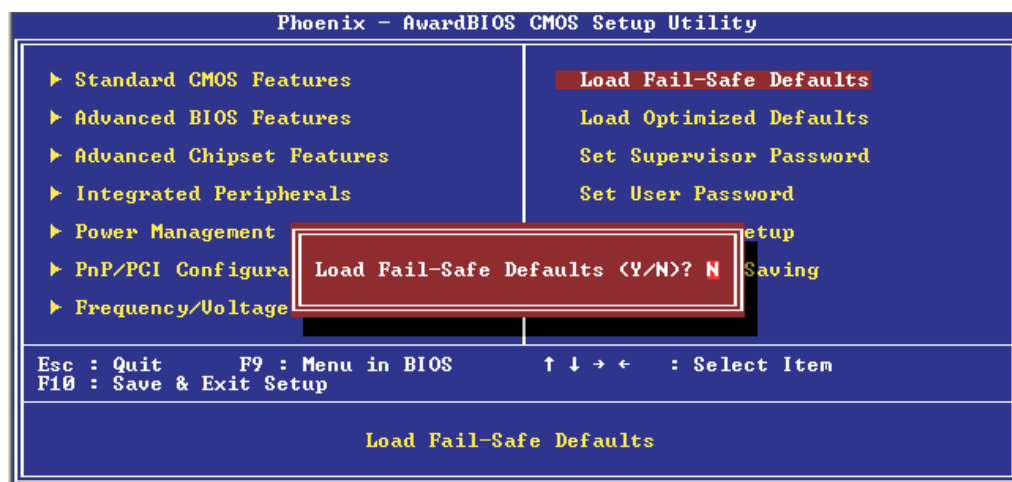 Phoenix - AwardBIOS CMOS Setup Utility
▶ Standard CMOS Features
▶ Advanced BIOS Features
▶ Advanced Chipset Features
▶ Integrated Peripherals
▶ Power Management
▶ PnP/PCI Configura
▶ Frequency/Voltage
Load Fail-Safe Defaults
Load Optimized Defaults
Set Supervisor Password
Set User Password
etup
Saving
Load Fail-Safe Defaults (Y/N)? N
Esc : Quit F9 : Menu in BIOS ↑ ↓ → ← : Select Item
F10 : Save & Exit Setup
Load Fail-Safe Defaults